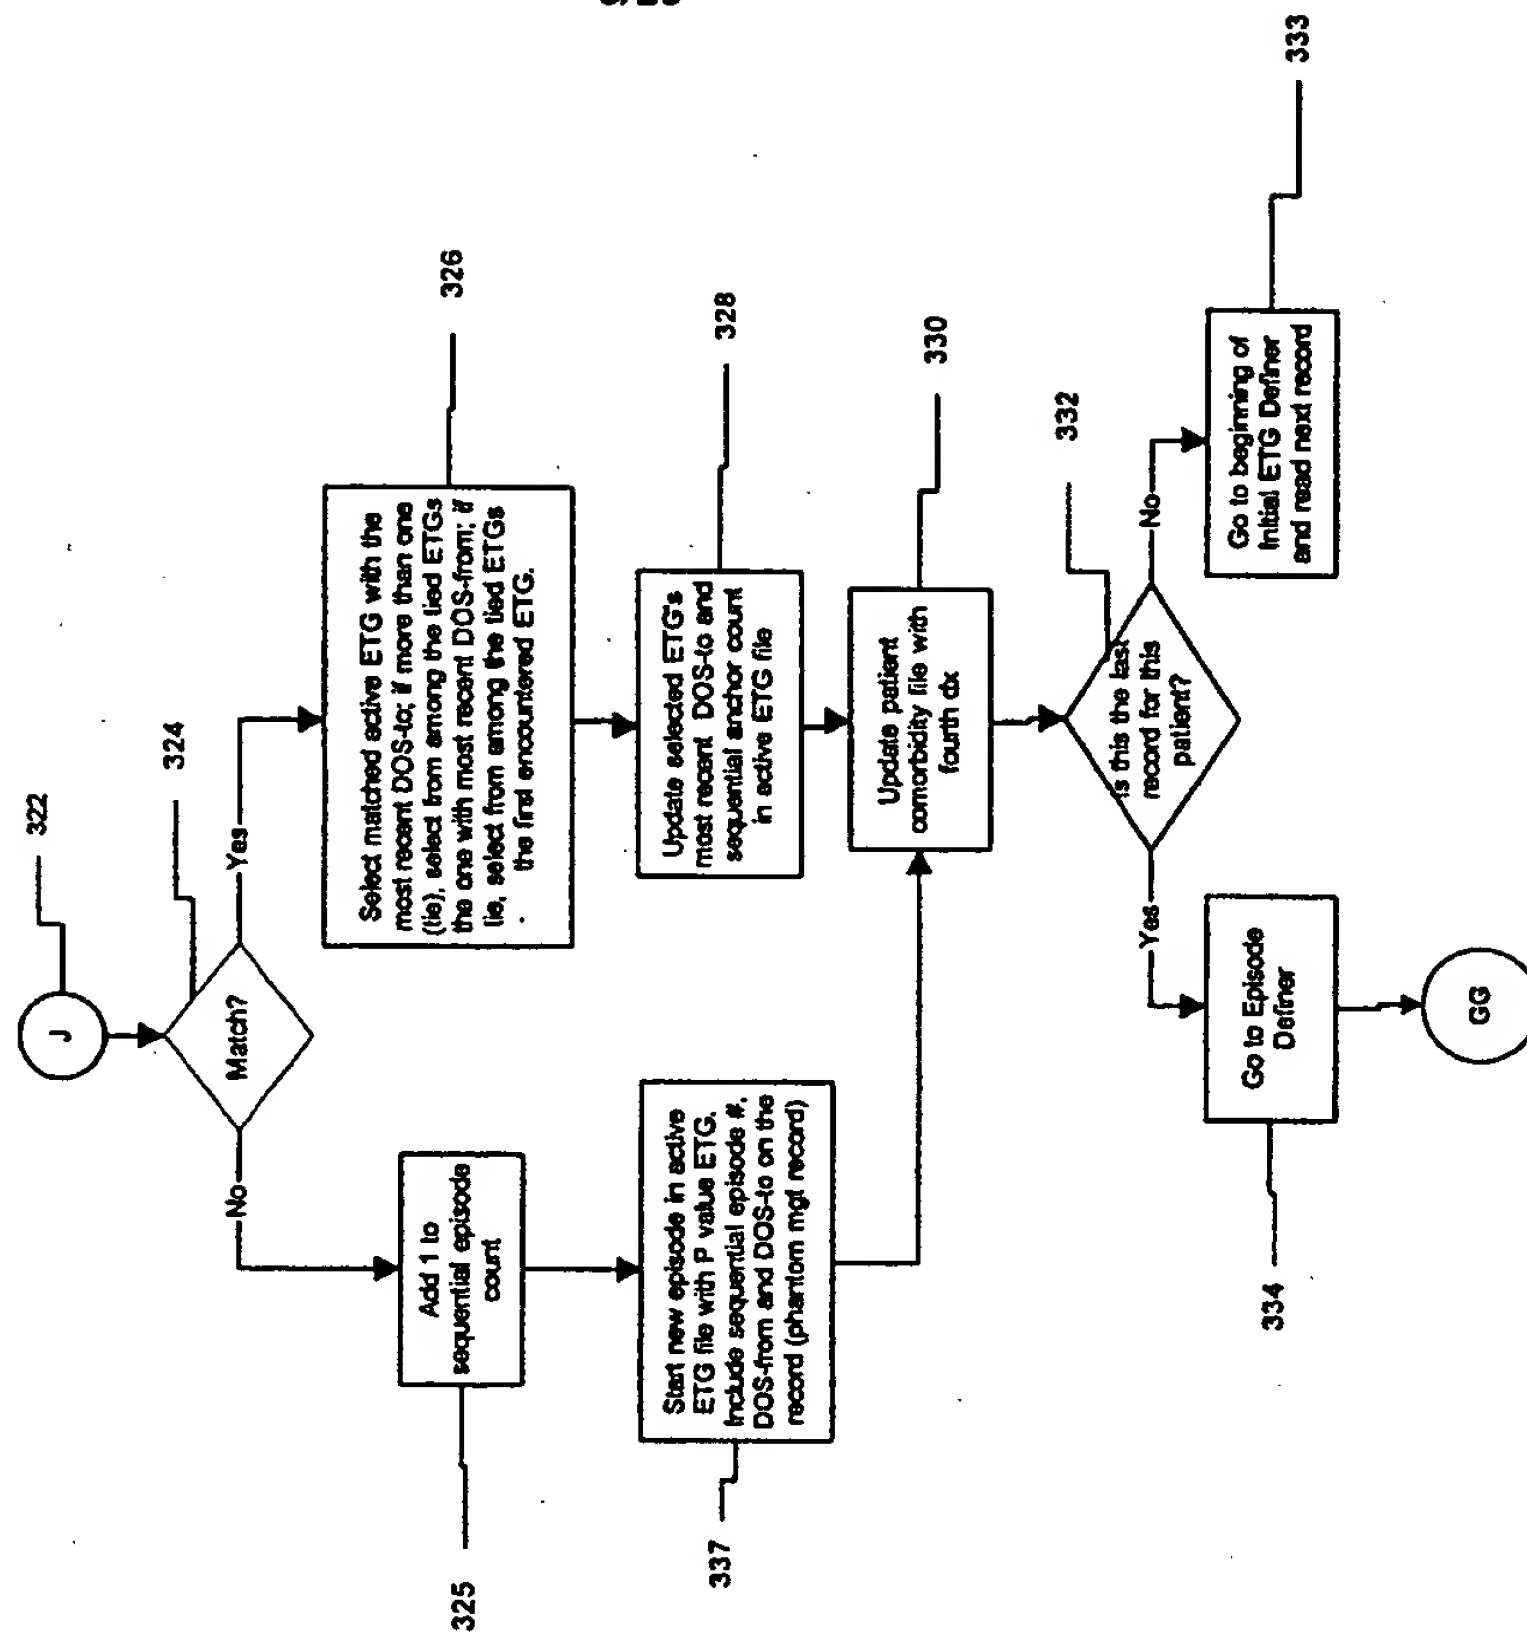 322
J
324
Match?
No
Yes
325
Add 1 to
sequential episode
count
326
Select matched active ETG with the
most recent DOS-to; if more than one
(tie), select from among the tied ETGs
the one with most recent DOS-from; if
tie, select from among the tied ETGs
the first encountered ETG.
337
Start new episode in active
ETG file with P value ETG.
Include sequential episode #,
DOS-from and DOS-to on the
record (phantom mgt record)
328
Update selected ETG's
most recent DOS-to and
sequential anchor count
in active ETG file
330
Update patient
comorbidity file with
fourth dx
332
Is this the last
record for this
patient?
Yes
No
334
Go to Episode
Definer
333
Go to beginning of
Initial ETG Definer
and read next record
GG